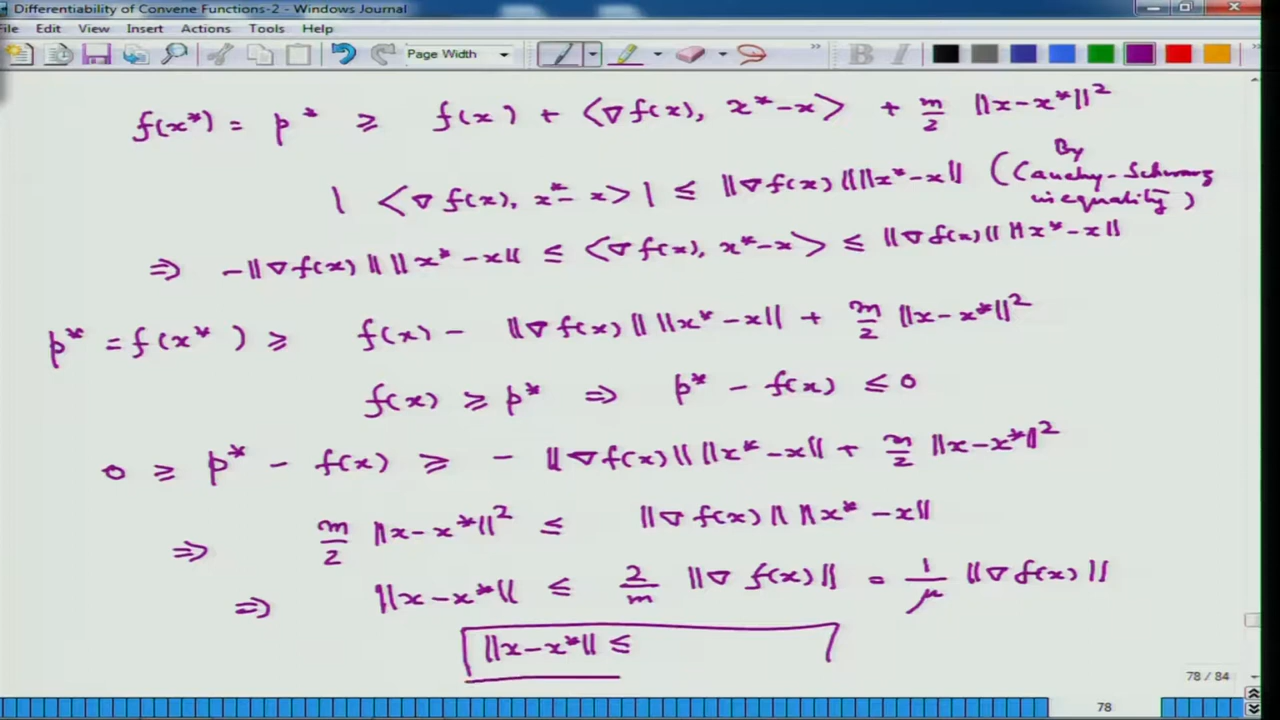 Differentiability of Convene Functions-2 - Windows Journal
File Edit View Insert Actions Tools Help
Page Width
f(x*) = p* ≥ f(x) + ⟨∇f(x), x*-x⟩ + m/2 ||x-x*||²
| ⟨∇f(x), x*-x⟩ | ≤ ||∇f(x)|| ||x*-x|| (By Cauchy-Schwarz inequality)
⇒ -||∇f(x)|| ||x*-x|| ≤ ⟨∇f(x), x*-x⟩ ≤ ||∇f(x)|| ||x*-x||
p* = f(x*) ≥ f(x) - ||∇f(x)|| ||x*-x|| + m/2 ||x-x*||²
f(x) ≥ p* ⇒ p* - f(x) ≤ 0
0 ≥ p* - f(x) ≥ - ||∇f(x)|| ||x*-x|| + m/2 ||x-x*||²
⇒ m/2 ||x-x*||² ≤ ||∇f(x)|| ||x*-x||
⇒ ||x-x*|| ≤ 2/m ||∇f(x)|| = 1/μ ||∇f(x)||
||x-x*|| ≤
78 / 84
78